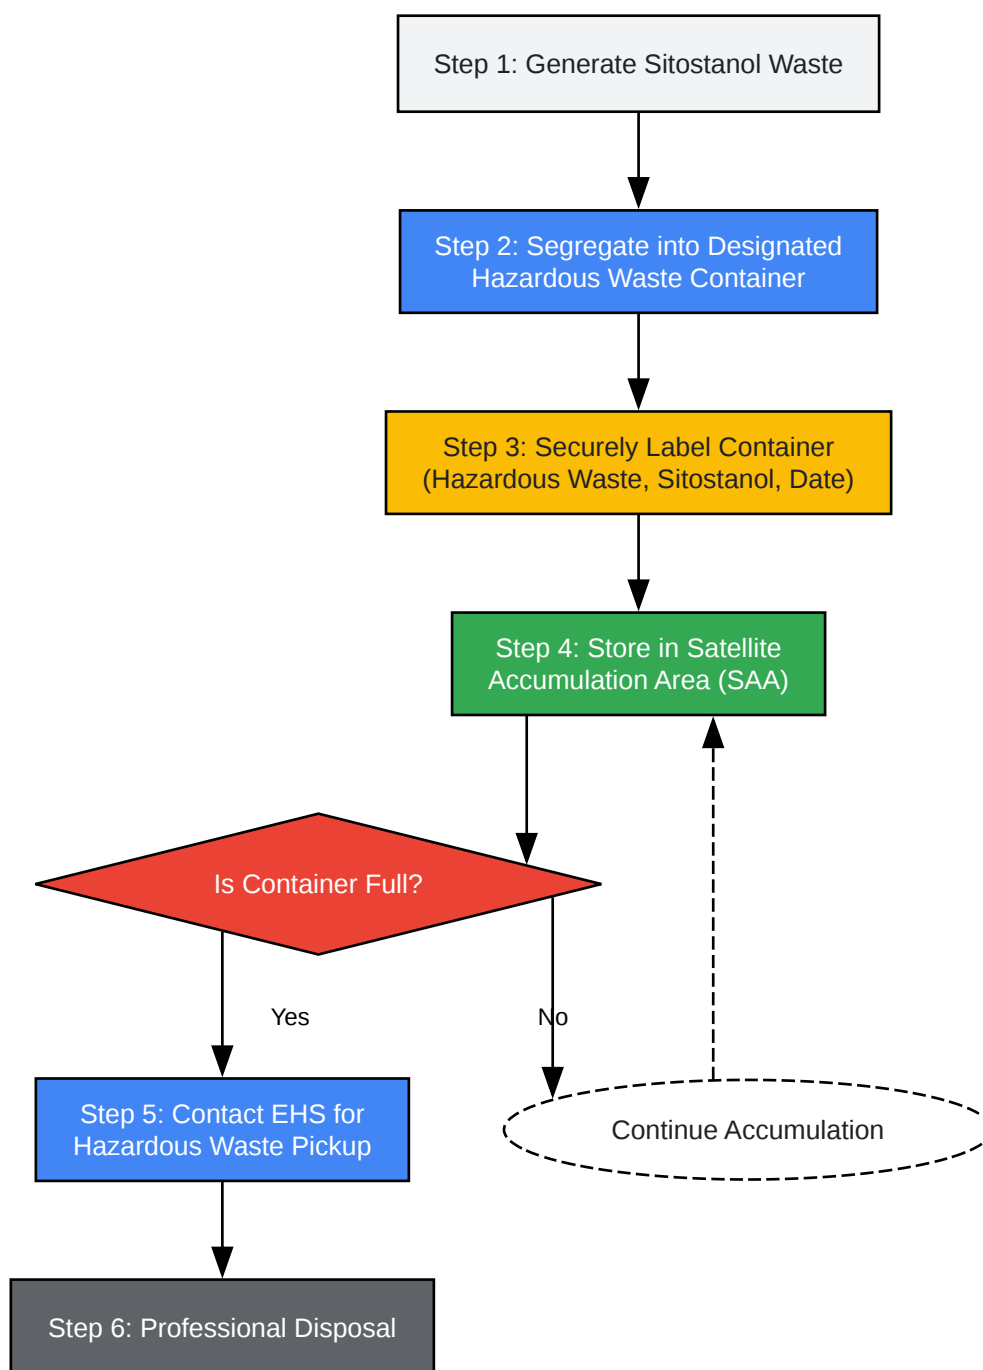 Step 1: Generate Sitostanol Waste
Step 2: Segregate into Designated
Hazardous Waste Container
Step 3: Securely Label Container
(Hazardous Waste, Sitostanol, Date)
Step 4: Store in Satellite
Accumulation Area (SAA)
Is Container Full?
Yes
No
Step 5: Contact EHS for
Hazardous Waste Pickup
Continue Accumulation
Step 6: Professional Disposal